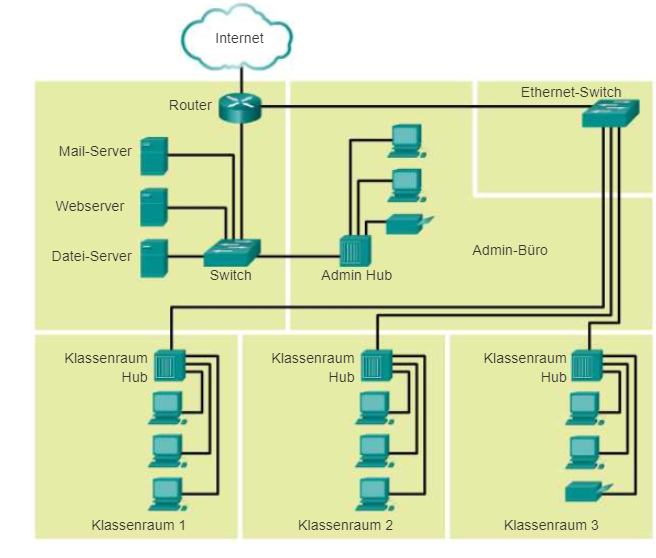 Internet
Ethernet-Switch
Router
Mail-Server
Webserver
Datei-Server
Switch
Admin Hub
Admin-Büro
Klassenraum
Hub
Klassenraum
Hub
Klassenraum
Hub
Klassenraum 1
Klassenraum 2
Klassenraum 3